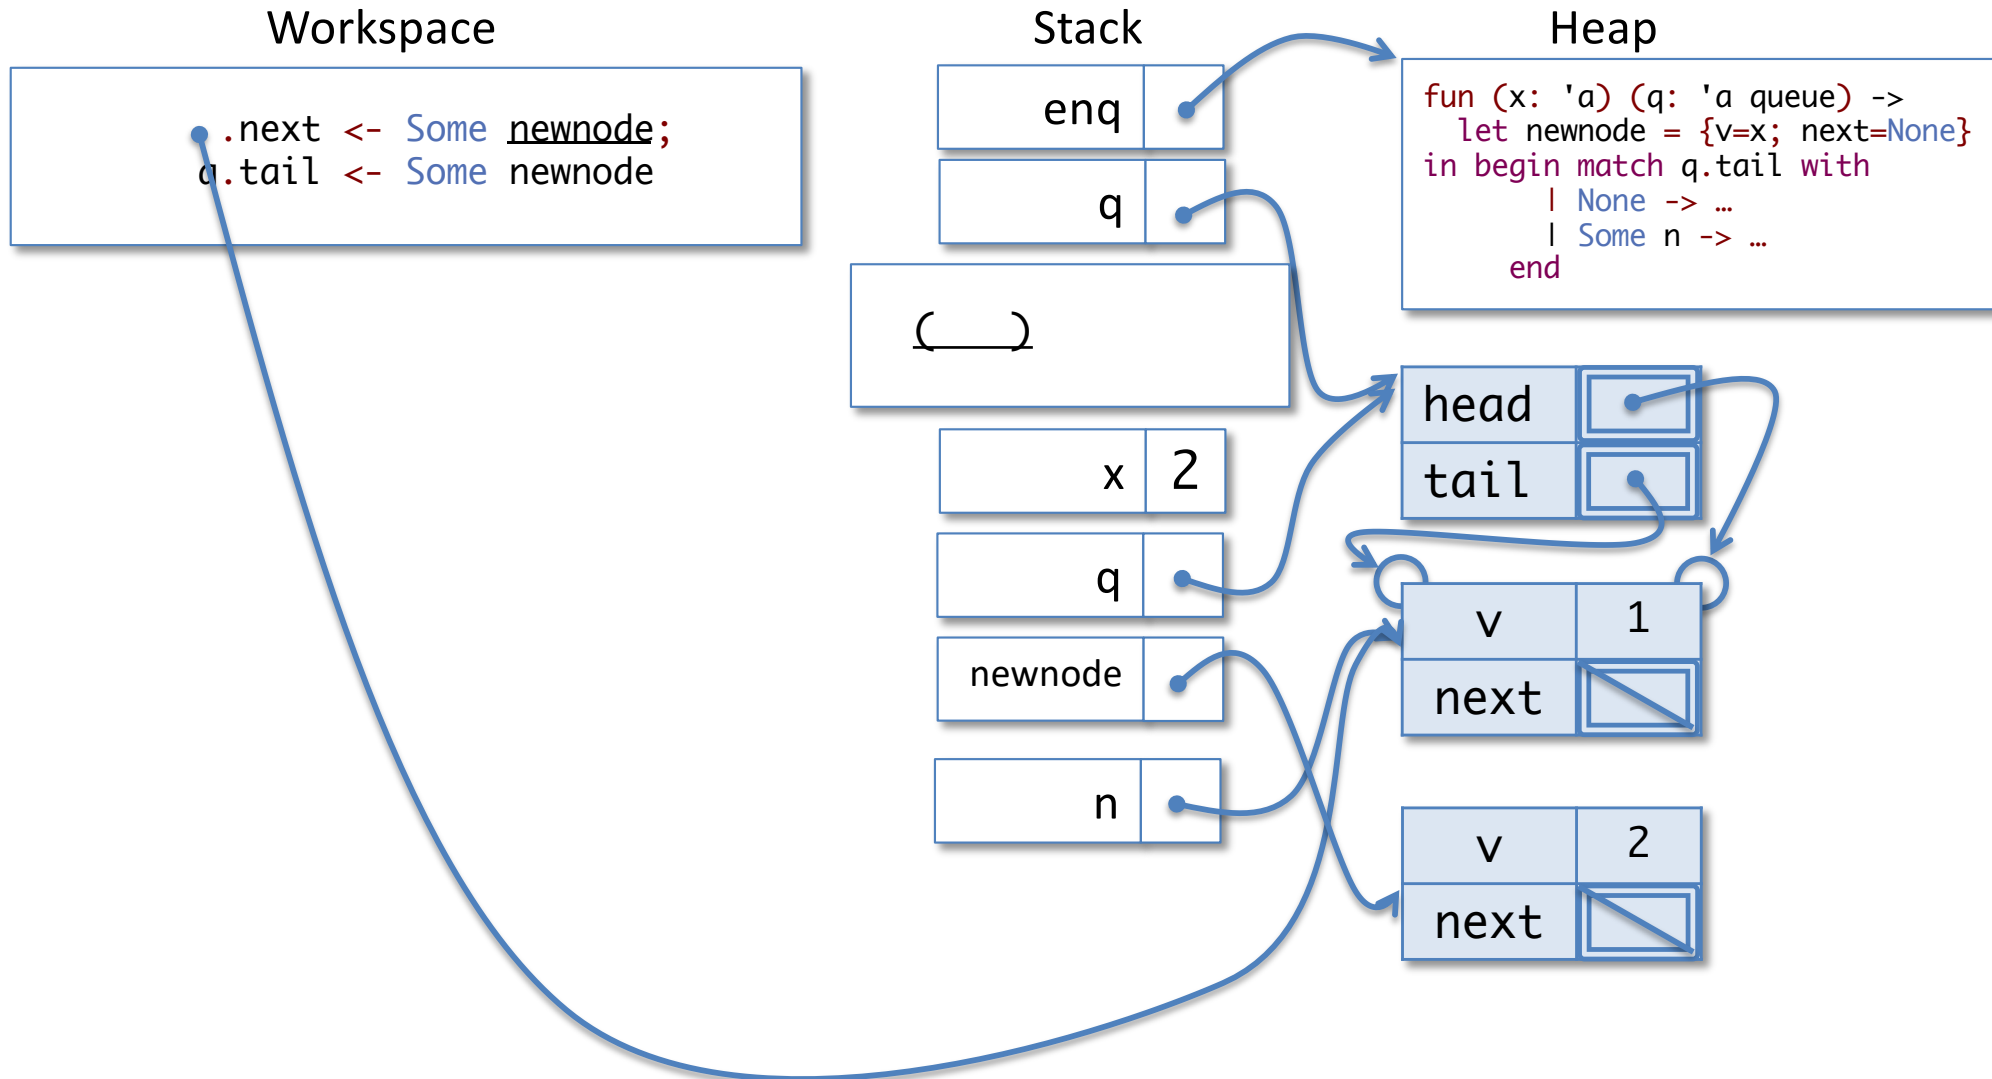 Workspace
.next <- Some newnode;
q.tail <- Some newnode
Stack
enq
q
(    )
x 2
q
newnode
n
Heap
fun (x: 'a) (q: 'a queue) ->
let newnode = {v=x; next=None}
in begin match q.tail with
| None -> …
| Some n -> …
end
head
tail
v 1
next
v 2
next